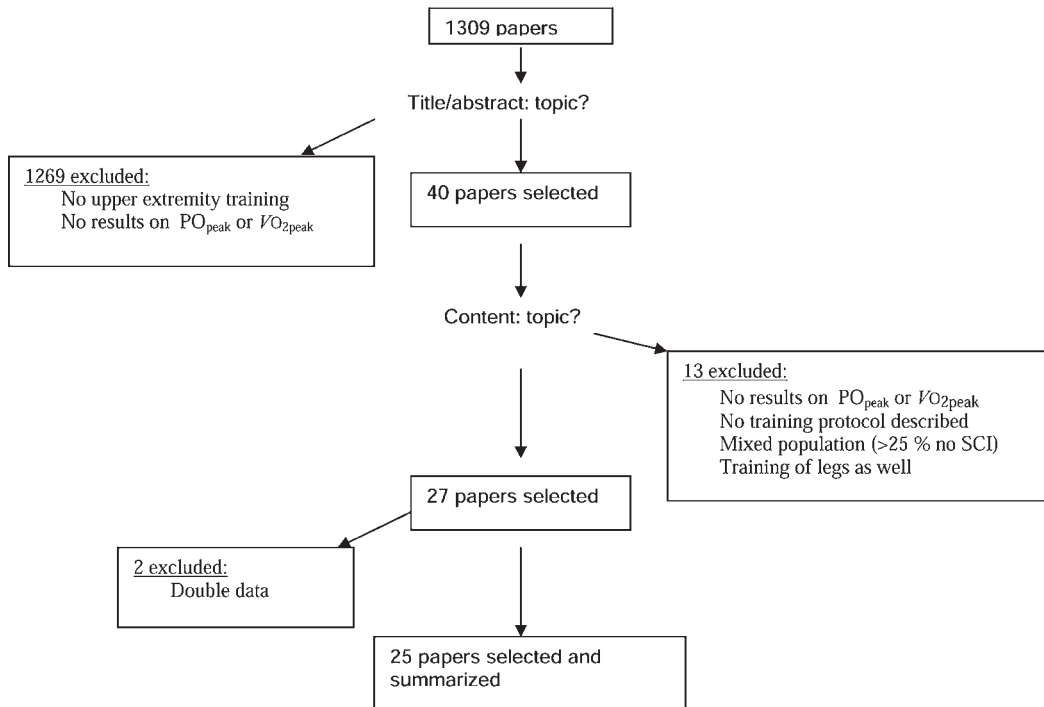 1309 papers
Title/abstract: topic?
1269 excluded:
No upper extremity training
No results on POpeak or VO2peak
40 papers selected
Content: topic?
13 excluded:
No results on POpeak or VO2peak
No training protocol described
Mixed population (>25 % no SCI)
Training of legs as well
27 papers selected
2 excluded:
Double data
25 papers selected and
summarized